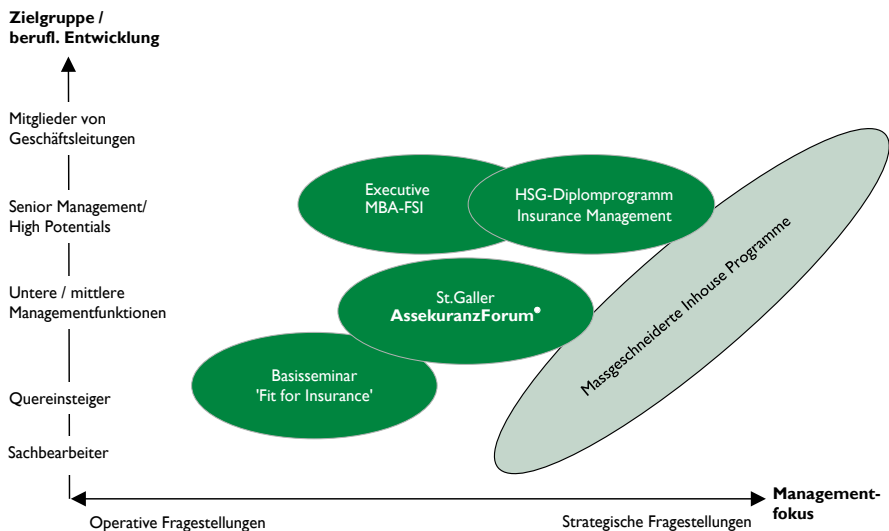 Zielgruppe /
berufl. Entwicklung
Mitglieder von
Geschäftsleitungen
Senior Management/
High Potentials
Untere / mittlere
Managementfunktionen
Quereinsteiger
Sachbearbeiter
Executive
MBA-FSI
HSG-Diplomprogramm
Insurance Management
St.Galler
AssekuranzForum®
Basisseminar
'Fit for Insurance'
Massgeschneiderte Inhouse Programme
Operative Fragestellungen
Strategische Fragestellungen
Management-
fokus